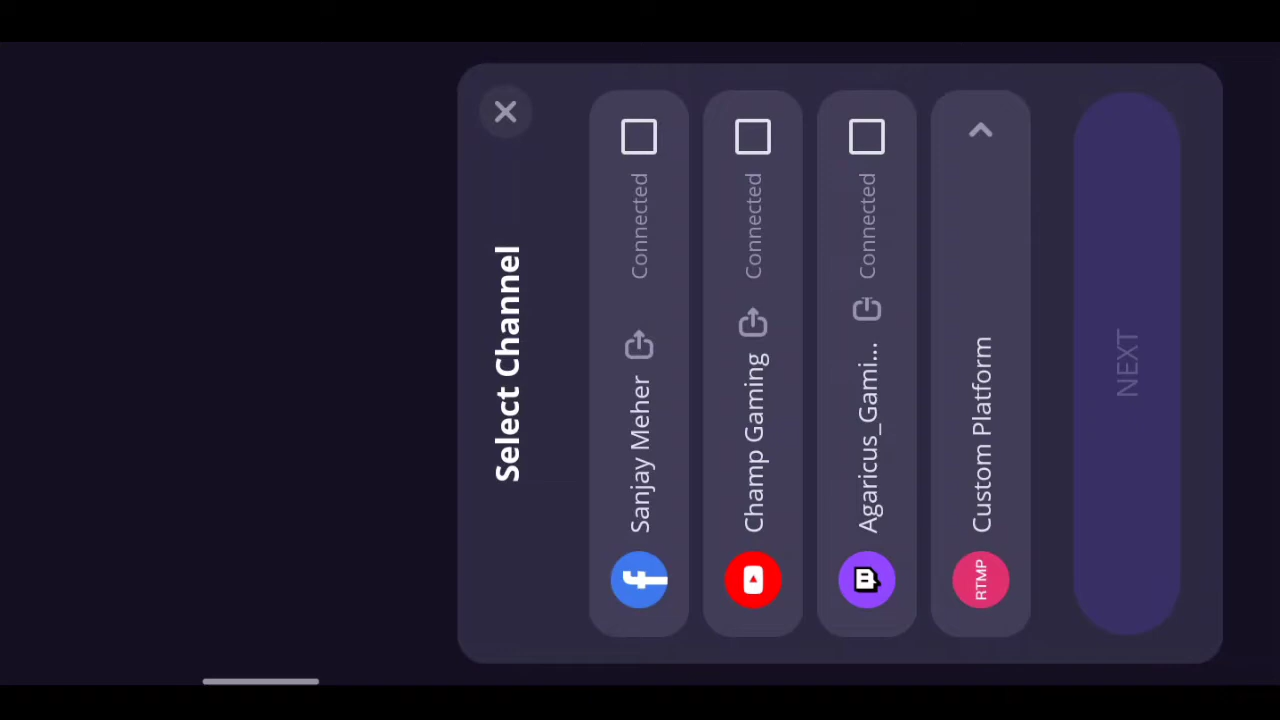 Select Channel
Sanjay Meher Connected
Champ Gaming Connected
Agaricus_Gami... Connected
RTMP Custom Platform
NEXT